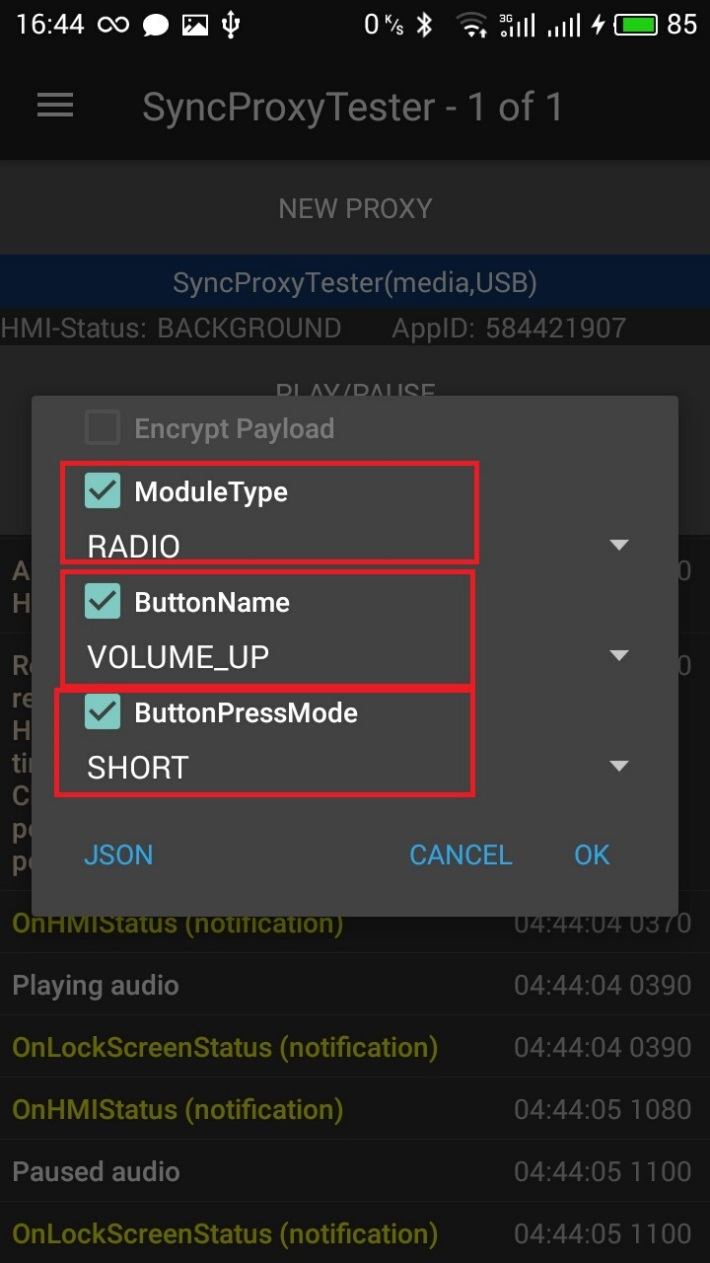 16:44 0 K/s 3G 85
SyncProxyTester - 1 of 1
NEW PROXY
SyncProxyTester(media,USB)
HMI-Status: BACKGROUND AppID: 584421907
PLAY/PAUSE
Encrypt Payload
ModuleType
RADIO
ButtonName
VOLUME_UP
ButtonPressMode
SHORT
JSON CANCEL OK
OnHMIStatus (notification) 04:44:04 0370
Playing audio 04:44:04 0390
OnLockScreenStatus (notification) 04:44:04 0390
OnHMIStatus (notification) 04:44:05 1080
Paused audio 04:44:05 1100
OnLockScreenStatus (notification) 04:44:05 1100